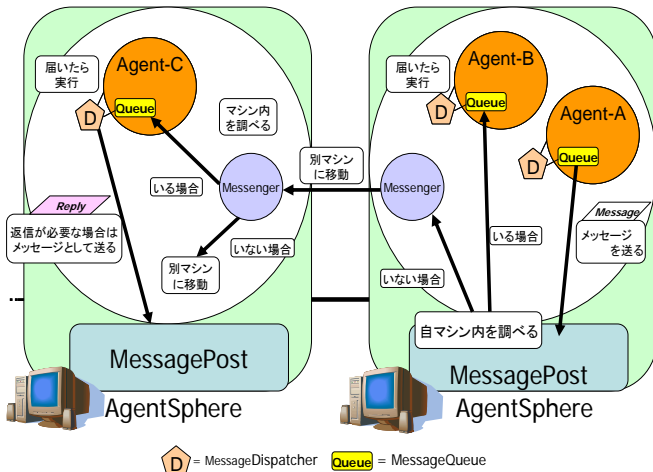 届いたら
実行
Agent-C
Queue
D
マシン内
を調べる
Messenger
いる場合
いない場合
別マシン
に移動
Reply
返信が必要な場合は
メッセージとして送る
MessagePost
AgentSphere
別マシン
に移動
届いたら
実行
Agent-B
Queue
D
Agent-A
Queue
D
Messenger
いる場合
いない場合
Message
メッセージ
を送る
自マシン内を調べる
MessagePost
AgentSphere
D = MessageDispatcher Queue = MessageQueue